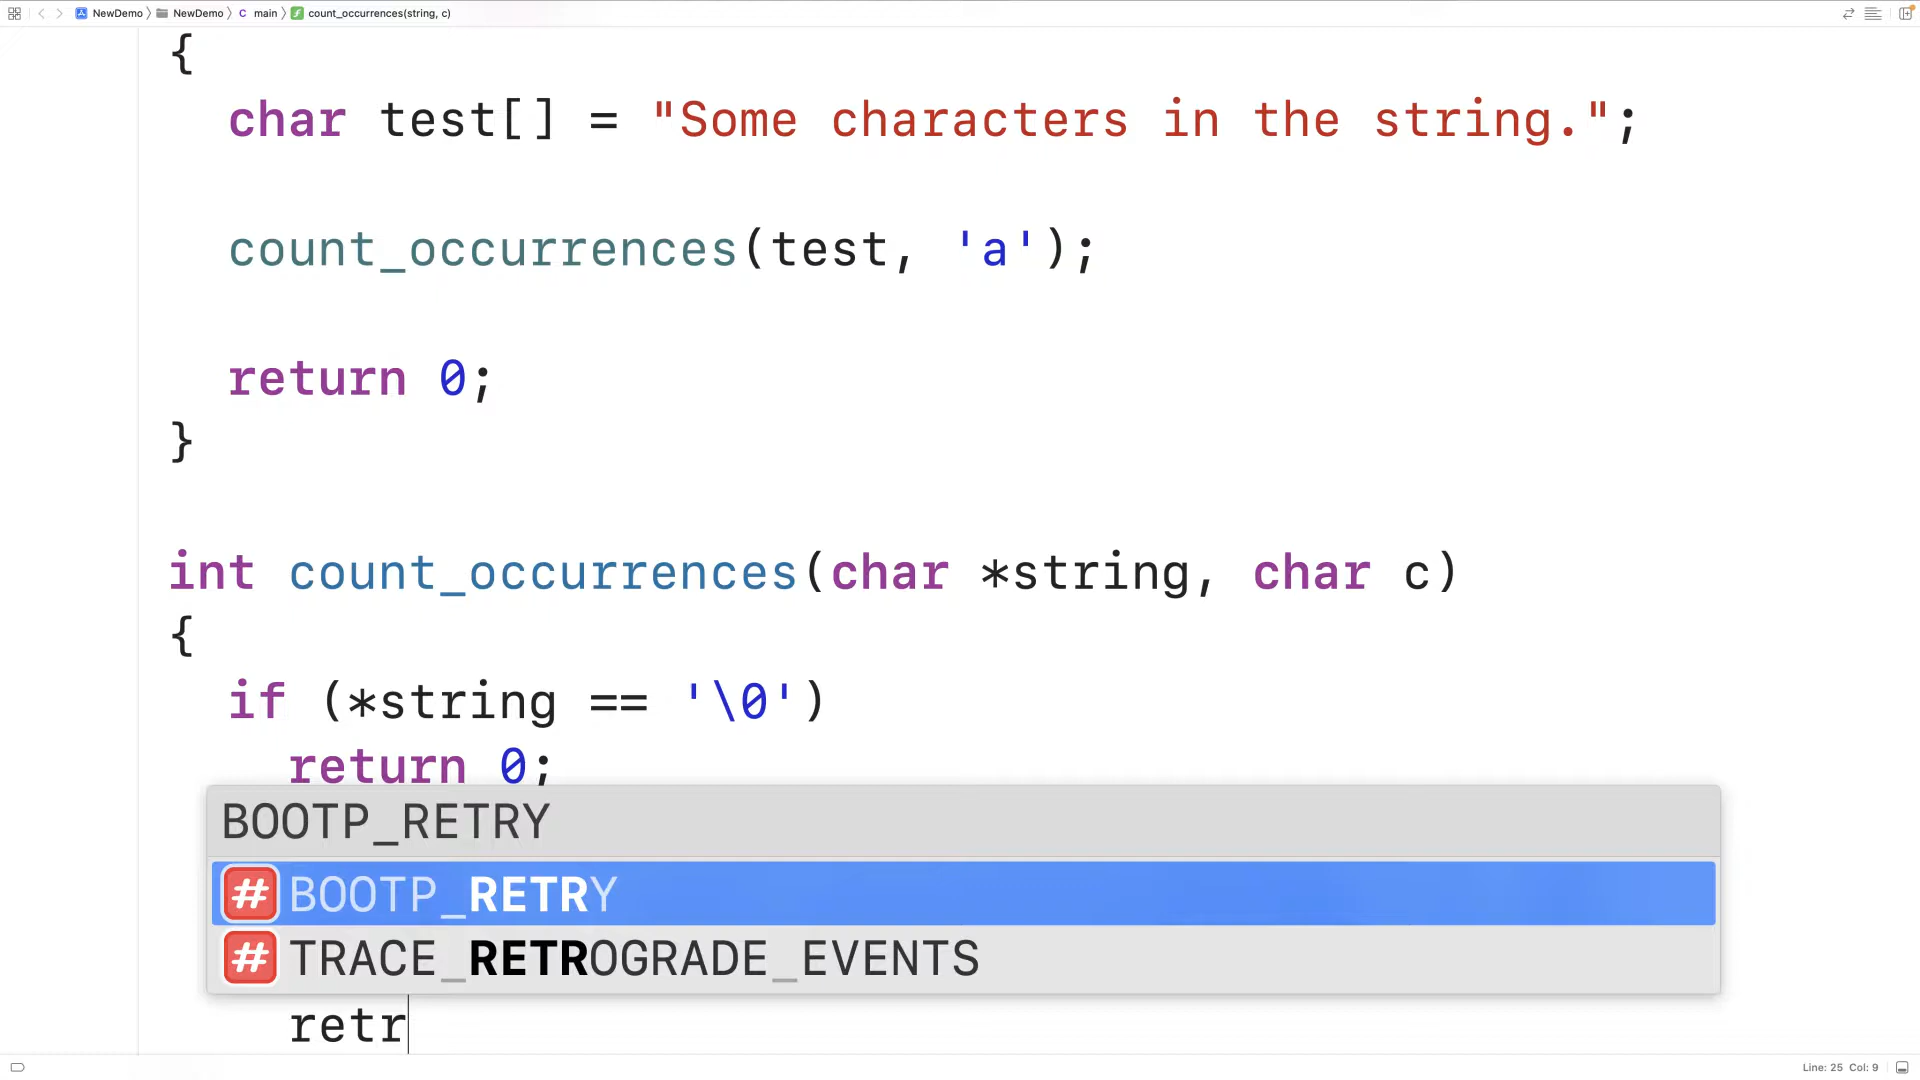 NewDemo NewDemo C main f count_occurrences(string, c)
{
char test[] = "Some characters in the string.";
count_occurrences(test, 'a');
return 0;
}
int count_occurrences(char *string, char c)
{
if (*string == '\0')
return 0;
BOOTP_RETRY
# BOOTP_RETRY
# TRACE_RETROGRADE_EVENTS
retr
Line: 25 Col: 9